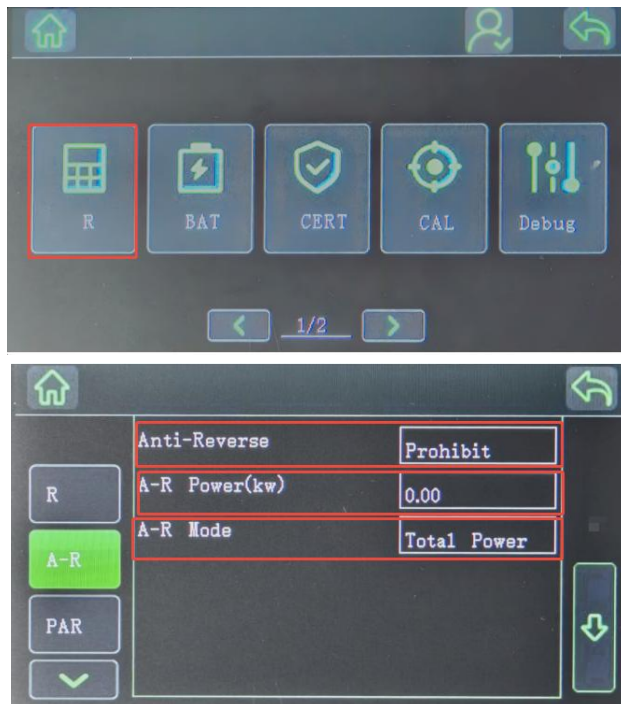 R
BAT
CERT
CAL
Debug
1/2
Anti-Reverse
Prohibit
A-R Power(kw)
0.00
A-R Mode
Total Power
R
A-R
PAR